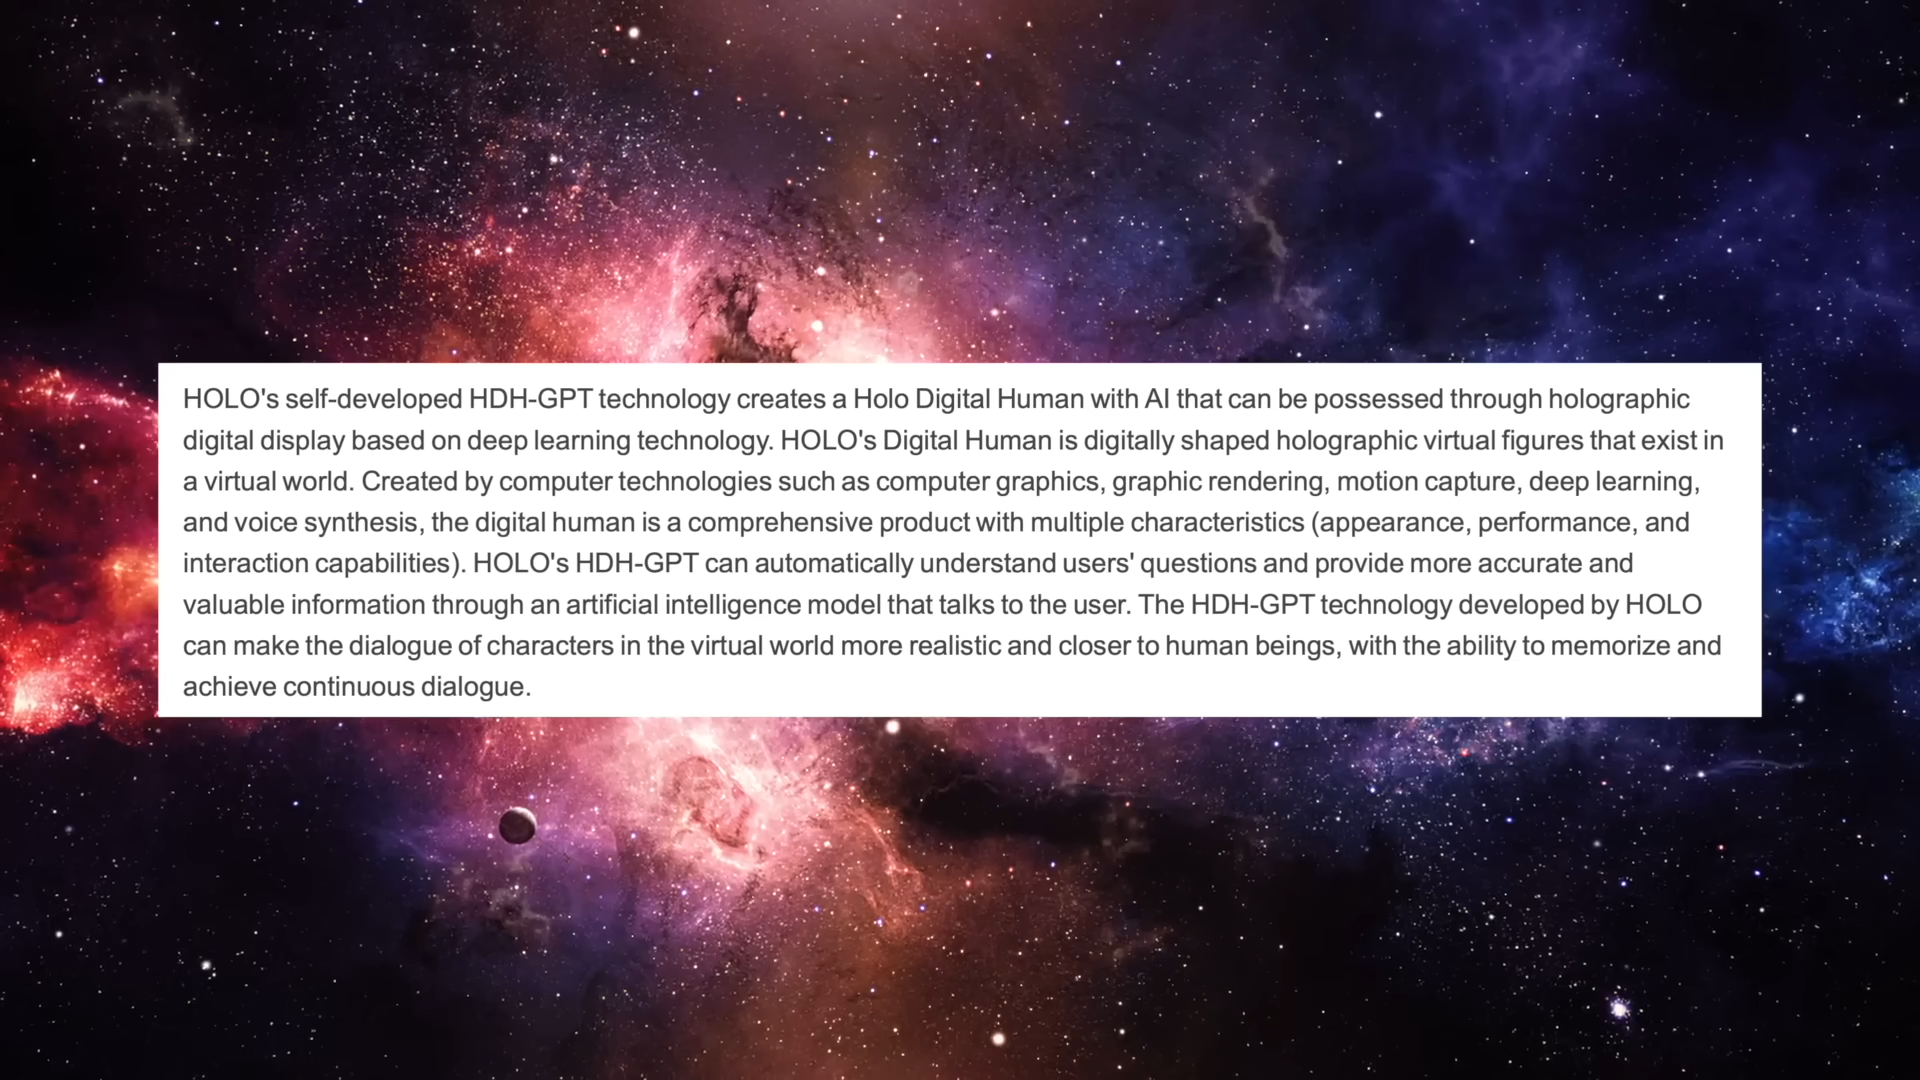 HOLO's self-developed HDH-GPT technology creates a Holo Digital Human with AI that can be possessed through holographic
digital display based on deep learning technology. HOLO's Digital Human is digitally shaped holographic virtual figures that exist in
a virtual world. Created by computer technologies such as computer graphics, graphic rendering, motion capture, deep learning,
and voice synthesis, the digital human is a comprehensive product with multiple characteristics (appearance, performance, and
interaction capabilities). HOLO's HDH-GPT can automatically understand users' questions and provide more accurate and
valuable information through an artificial intelligence model that talks to the user. The HDH-GPT technology developed by HOLO
can make the dialogue of characters in the virtual world more realistic and closer to human beings, with the ability to memorize and
achieve continuous dialogue.